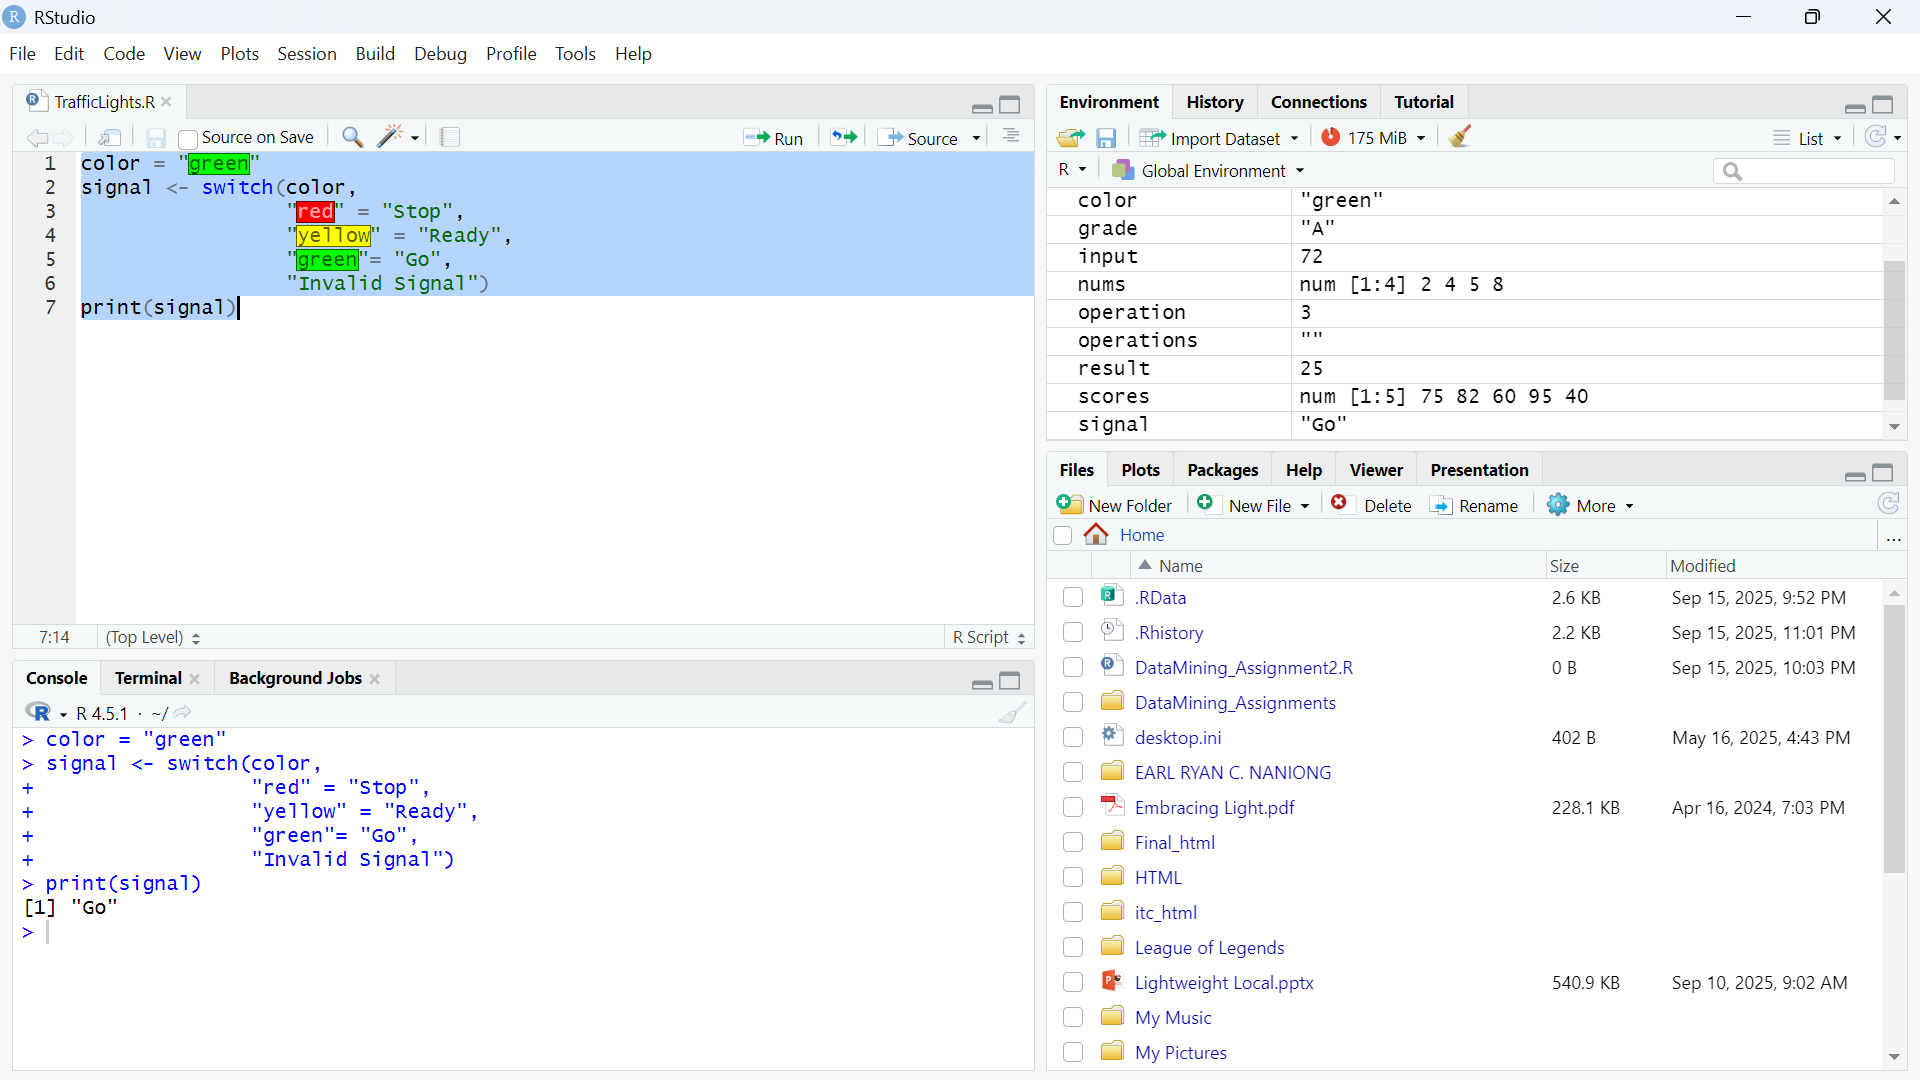 RStudio
File Edit Code View Plots Session Build Debug Profile Tools Help
TrafficLights.R
Source on Save Run Source
1 color = "green"
2 signal <- switch(color,
3 "red" = "Stop",
4 "yellow" = "Ready",
5 "green"= "Go",
6 "Invalid Signal")
7 print(signal)
7:14 (Top Level) R Script
Console Terminal Background Jobs
R 4.5.1 · ~/
> color = "green"
> signal <- switch(color,
+ "red" = "Stop",
+ "yellow" = "Ready",
+ "green"= "Go",
+ "Invalid Signal")
> print(signal)
[1] "Go"
>
Environment History Connections Tutorial
Import Dataset 175 MiB List
R Global Environment
color "green"
grade "A"
input 72
nums num [1:4] 2 4 5 8
operation 3
operations ""
result 25
scores num [1:5] 75 82 60 95 40
signal "Go"
Files Plots Packages Help Viewer Presentation
New Folder New File Delete Rename More
Home ...
Name Size Modified
.RData 2.6 KB Sep 15, 2025, 9:52 PM
.Rhistory 2.2 KB Sep 15, 2025, 11:01 PM
DataMining_Assignment2.R 0 B Sep 15, 2025, 10:03 PM
DataMining_Assignments
desktop.ini 402 B May 16, 2025, 4:43 PM
EARL RYAN C. NANIONG
Embracing Light.pdf 228.1 KB Apr 16, 2024, 7:03 PM
Final_html
HTML
itc_html
League of Legends
Lightweight Local.pptx 540.9 KB Sep 10, 2025, 9:02 AM
My Music
My Pictures